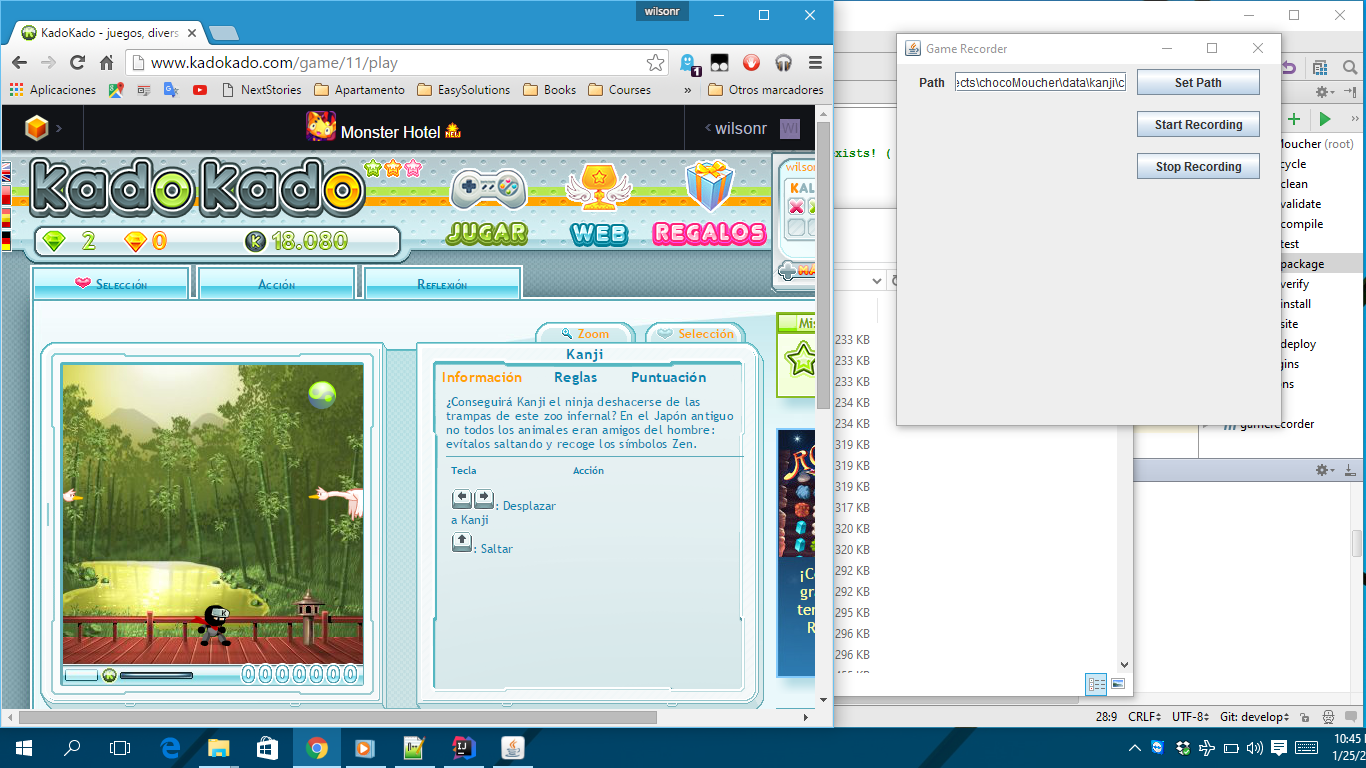 wilsonr
KadoKado - juegos, divers
www.kadokado.com/game/11/play
1
Aplicaciones
NextStories
Apartamento
EasySolutions
Books
Courses
»
Otros marcadores
Monster Hotel NEW
wilsonr
WI
KadoKado
JUGAR
WEB
REGALOS
2
0
K
18.080
Selección
Acción
Reflexión
Zoom
Selección
Kanji
Información
Reglas
Puntuación
¿Conseguirá Kanji el ninja deshacerse de las
trampas de este zoo infernal? En el Japón antiguo
no todos los animales eran amigos del hombre:
evítalos saltando y recoge los símbolos Zen.
Tecla
Acción
: Desplazar
a Kanji
: Saltar
0000000
Game Recorder
Path
cts\chocoMoucher\data\kanji\c
Set Path
Start Recording
Stop Recording
xists! (
Moucher (root)
cycle
clean
validate
compile
test
package
verify
install
site
deploy
gins
ns
gamerecorder
233 KB
233 KB
233 KB
234 KB
234 KB
319 KB
319 KB
319 KB
317 KB
320 KB
320 KB
292 KB
292 KB
295 KB
296 KB
296 KB
28:9
CRLF
UTF-8
Git: develop
10:45
1/25/2